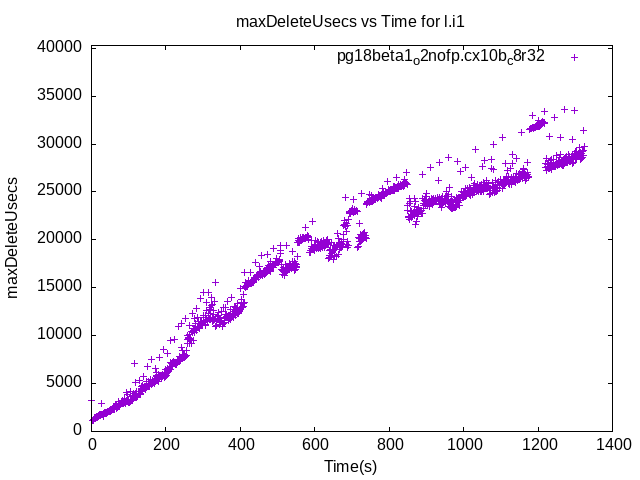 maxDeleteUsecs vs Time for l.i1
pg18beta1_o2nofp.cx10b_c8r32
maxDeleteUsecs
40000
35000
30000
25000
20000
15000
10000
5000
0
0 200 400 600 800 1000 1200 1400
Time(s)